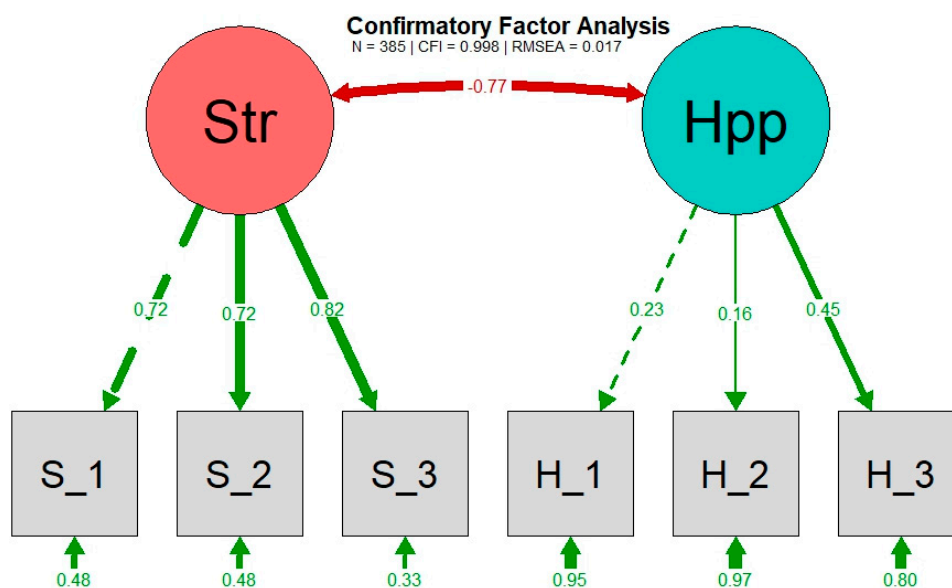 Confirmatory Factor Analysis
N = 385 | CFI = 0.998 | RMSEA = 0.017
-0.77
Str Hpp
0.72 0.72 0.82 0.23 0.16 0.45
S_1 S_2 S_3 H_1 H_2 H_3
0.48 0.48 0.33 0.95 0.97 0.80